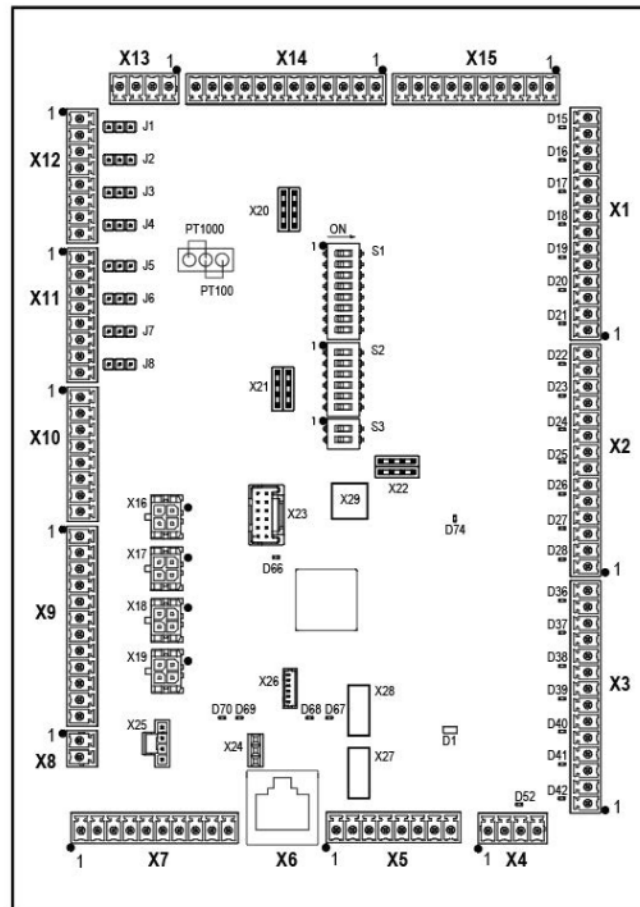 X13 1 X14 1 X15 1
1 X12 J1
J2
J3
J4
1 X11 J5
J6
J7
J8
PT1000
PT100
X20
ON
1 S1
1 S2
1 S3
X21
X22
1 X10
X16
X17
X18
X19
X23
X29
D66
D74
1 X9
X26
D70 D69 D68 D67
X28
X27
X25
X24
D1
1 X8
D15
D16
D17
D18
D19
D20
D21
X1
1
D22
D23
D24
D25
D26
D27
D28
X2
1
D36
D37
D38
D39
D40
D41
D42
X3
1
D52
1 X7 X6 1 X5 1 X4